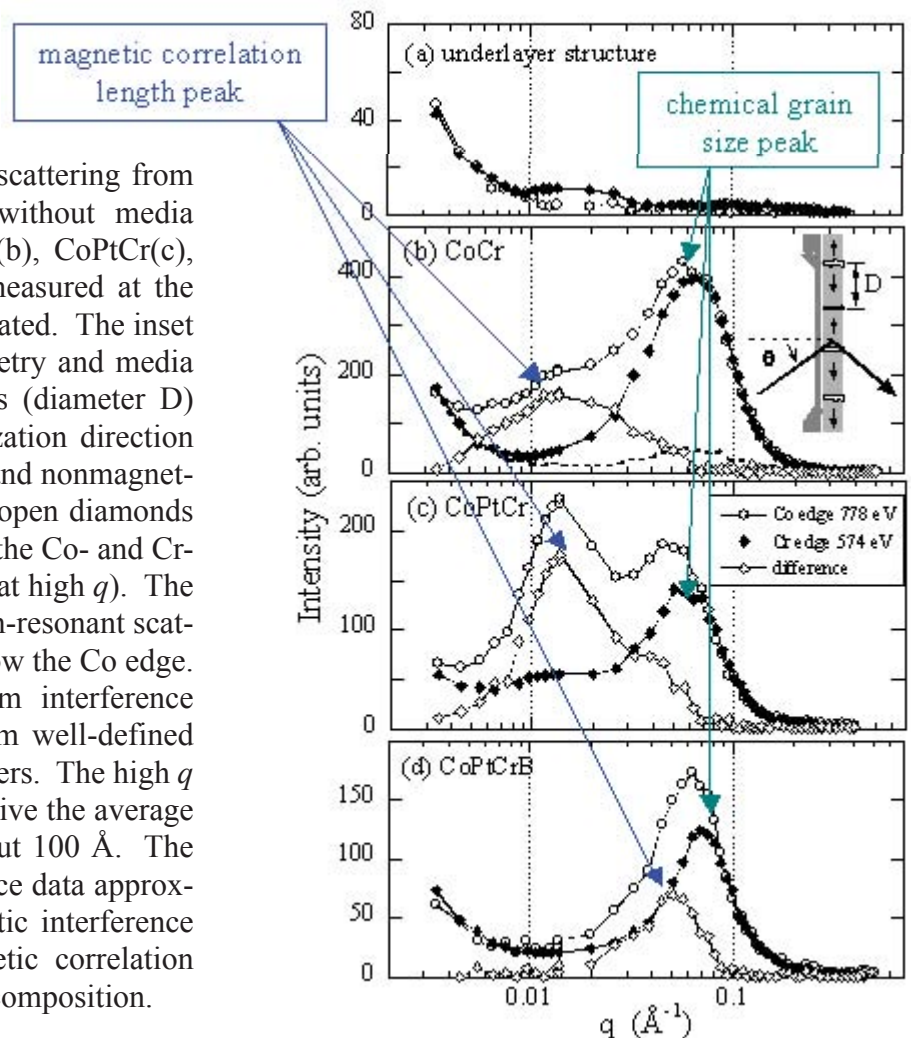 magnetic correlation
length peak
chemical grain
size peak
scattering from
without media
(b), CoPtCr(c),
measured at the
ated. The inset
etry and media
s (diameter D)
zation direction
and nonmagnet-
open diamonds
the Co- and Cr-
at high q). The
n-resonant scat-
ow the Co edge.
m interference
m well-defined
ers. The high q
ive the average
out 100 Å. The
ce data approx-
tic interference
etic correlation
composition.
Intensity (arb. units)
80
40
0
(a) underlayer structure
400
200
0
(b) CoCr
D
θ
200
100
0
(c) CoPtCr
Co edge 778 eV
Cr edge 574 eV
difference
150
100
50
0
(d) CoPtCrB
0.01
0.1
q (Å⁻¹)